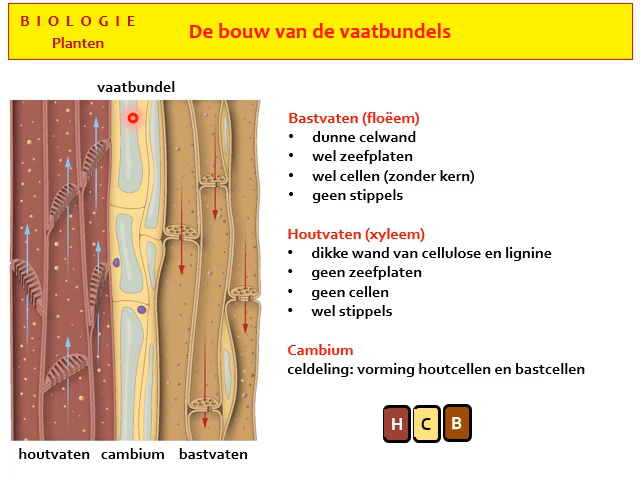 BIOLOGIE
Planten
De bouw van de vaatbundels
vaatbundel
houtvaten cambium bastvaten
Bastvaten (floëem)
• dunne celwand
• wel zeefplaten
• wel cellen (zonder kern)
• geen stippels
Houtvaten (xyleem)
• dikke wand van cellulose en lignine
• geen zeefplaten
• geen cellen
• wel stippels
Cambium
celdeling: vorming houtcellen en bastcellen
H C B